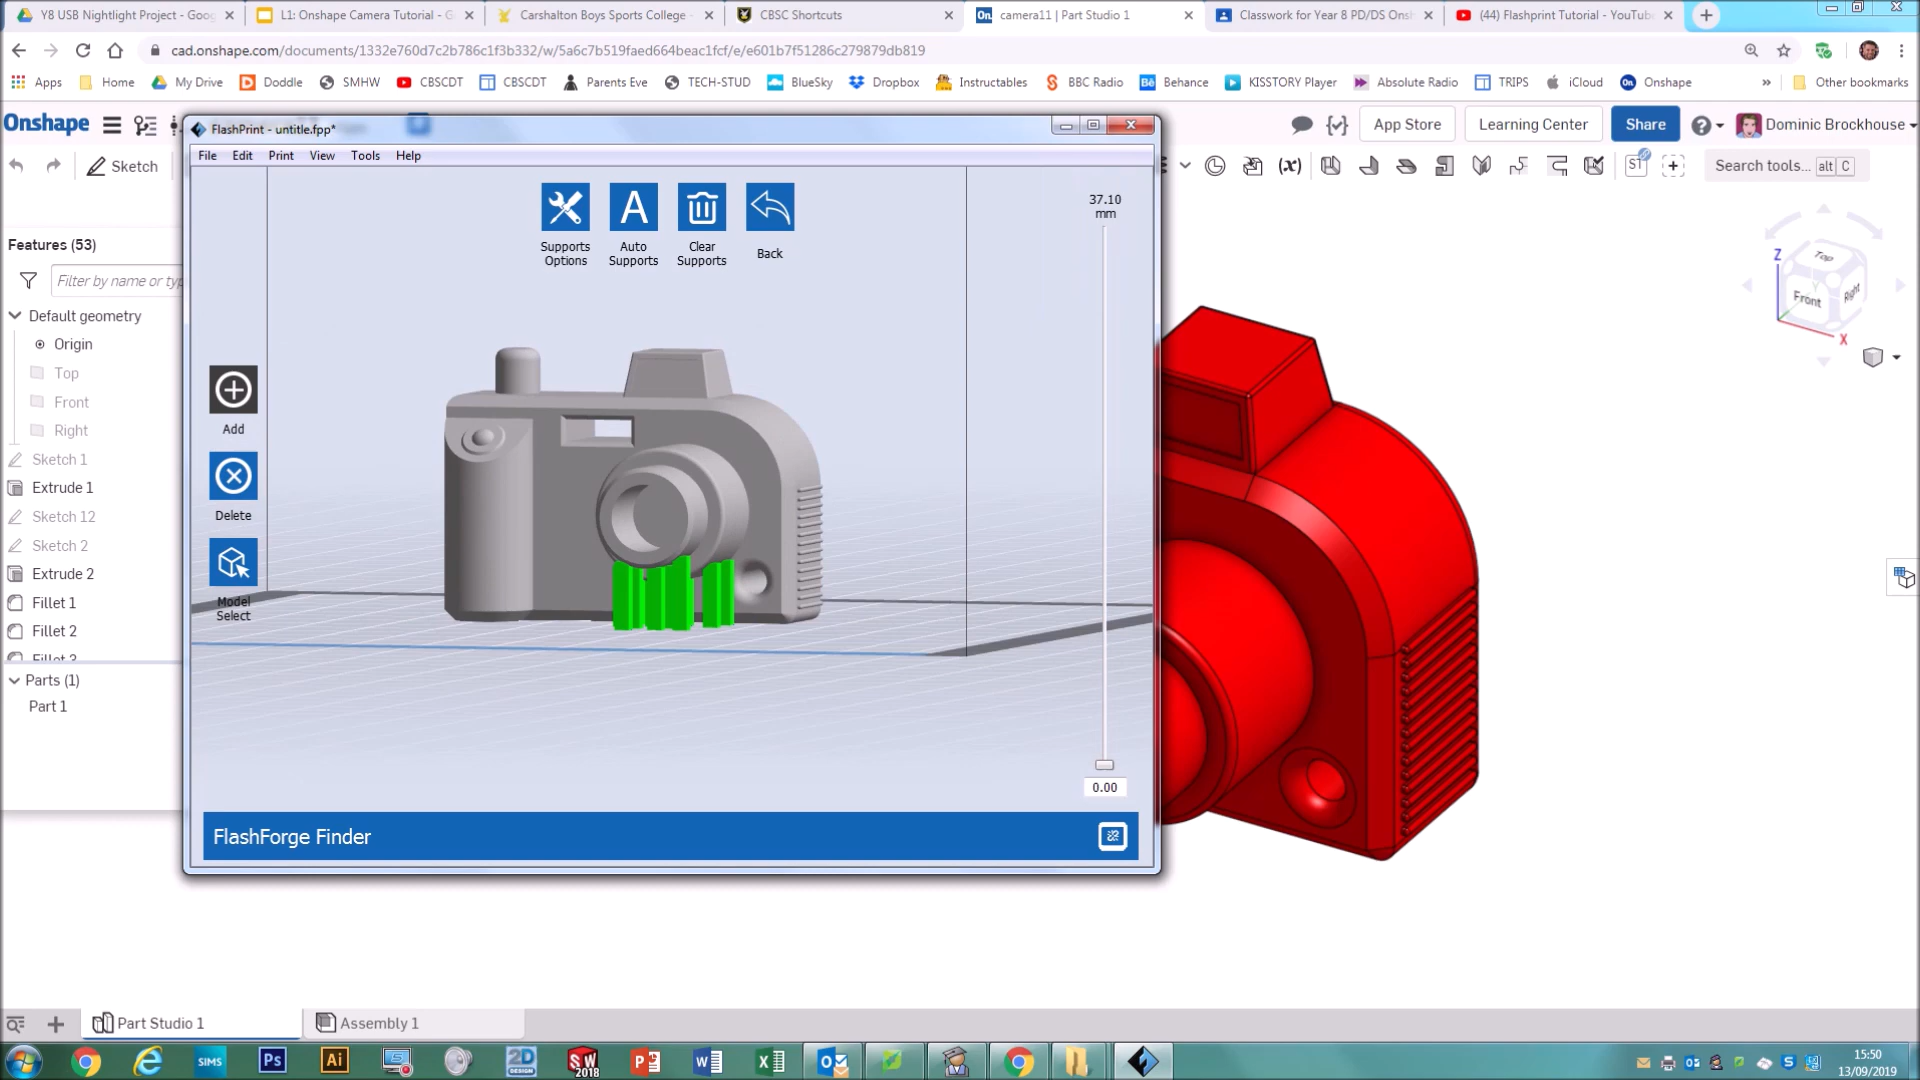 Y8 USB Nightlight Project - Goog
L1: Onshape Camera Tutorial - G
Carshalton Boys Sports College -
CBSC Shortcuts
On camera11 | Part Studio 1
Classwork for Year 8 PD/DS Onsh
(44) Flashprint Tutorial - YouTube
cad.onshape.com/documents/1332e760d7c2b786c1f3b332/w/5a6c7b519faed664beac1fcf/e/e601b7f51286c279879db819
Apps Home My Drive Doddle SMHW CBSCDT CBSCDT Parents Eve TECH-STUD BlueSky Dropbox Instructables BBC Radio Behance KISSTORY Player Absolute Radio TRIPS iCloud Onshape » Other bookmarks
Onshape
App Store Learning Center Share Dominic Brockhouse
Sketch
(x)
Search tools... alt C
FlashPrint - untitle.fpp*
File Edit Print View Tools Help
Supports Options
Auto Supports
Clear Supports
Back
37.10
mm
Add
Delete
Model
Select
0.00
FlashForge Finder
Features (53)
Filter by name or typ
Default geometry
Origin
Top
Front
Right
Sketch 1
Extrude 1
Sketch 12
Sketch 2
Extrude 2
Fillet 1
Fillet 2
Fillet 3
Parts (1)
Part 1
Z
Top
Front
Right
X
Part Studio 1
Assembly 1
SIMS
Ps
Ai
2D
DESIGN
SW
2018
15:50
13/09/2019